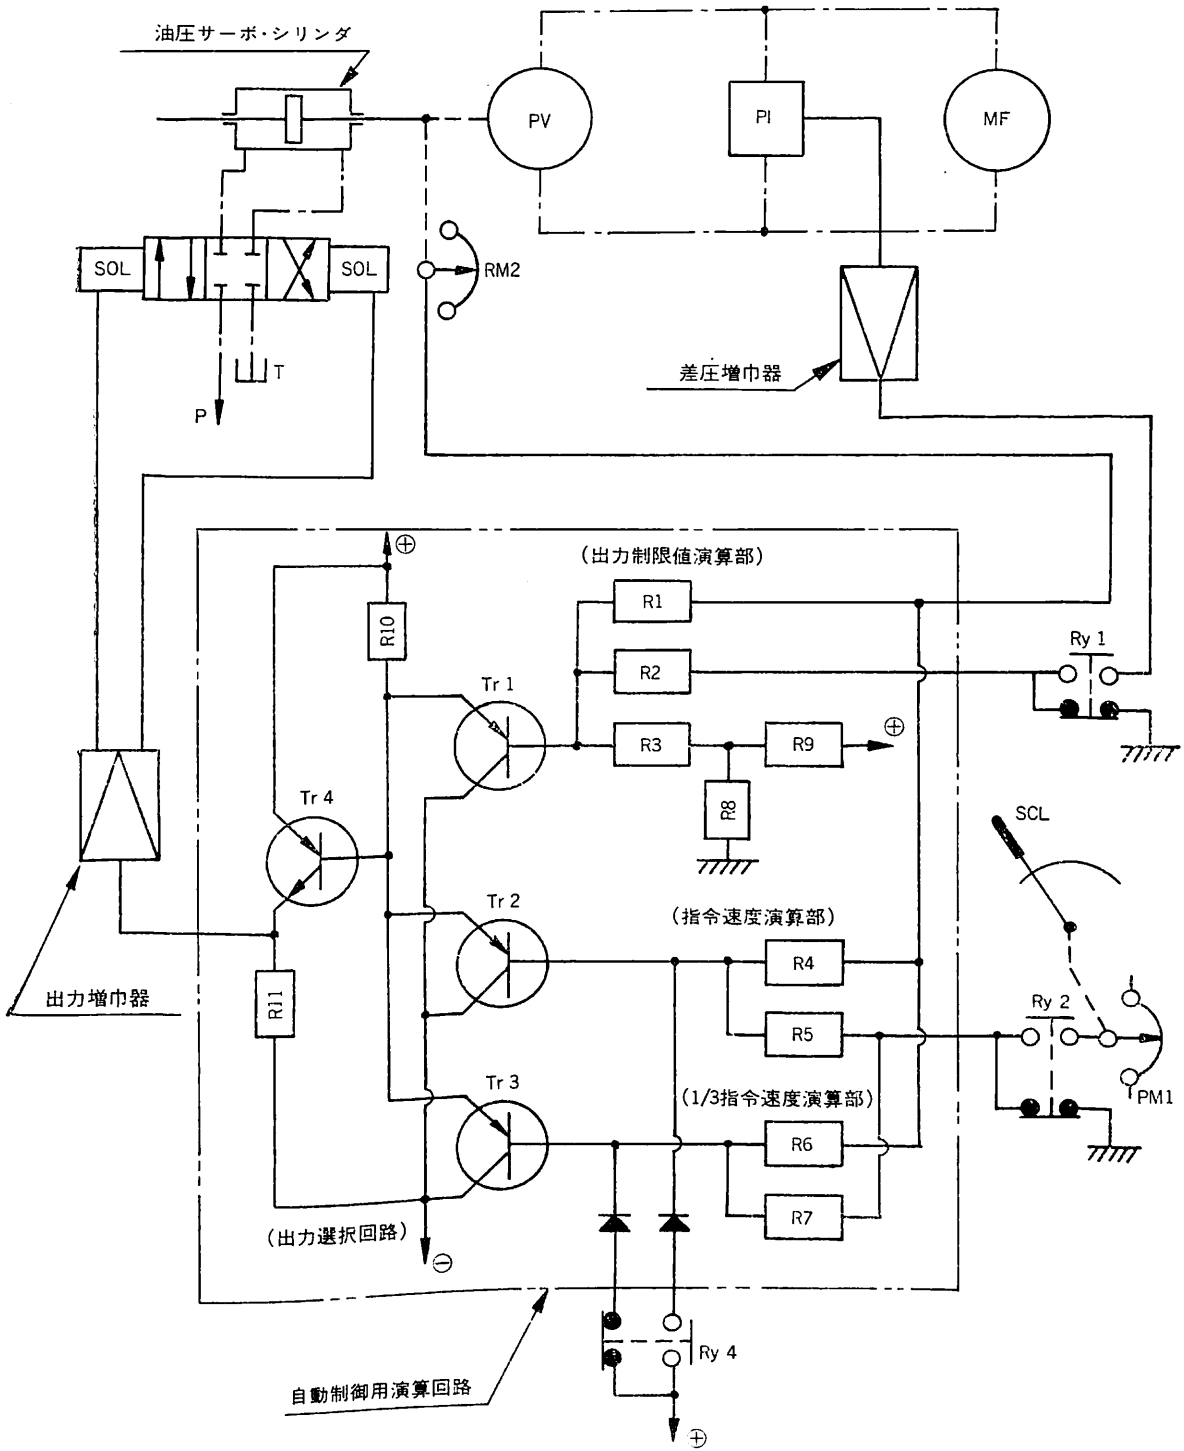 油圧サーボ・シリンダ
PV
PI
MF
SOL
SOL
RM2
T
P
差圧増巾器
⊕
(出力制限値演算部)
R1
R10
Ry 1
R2
Tr 1
R3
R9
⊕
R8
Tr 4
SCL
Tr 2
(指令速度演算部)
R4
出力増巾器
R11
Ry 2
R5
Tr 3
(1/3指令速度演算部)
PM1
R6
R7
(出力選択回路)
⊖
Ry 4
自動制御用演算回路
⊕